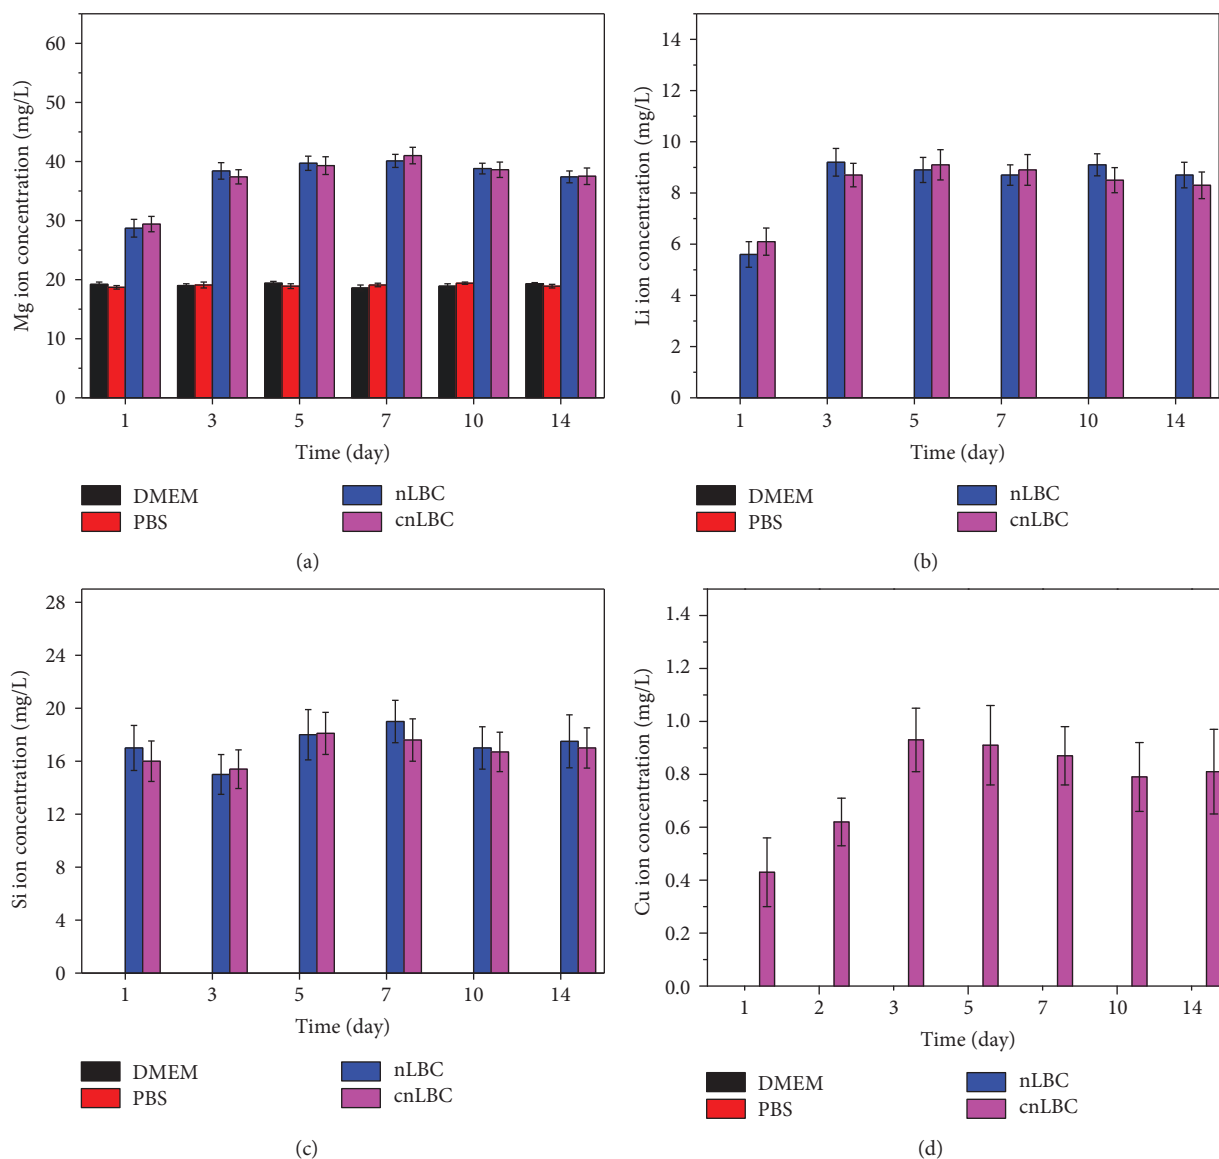 Mg ion concentration (mg/L)
60
50
40
30
20
10
0
1 3 5 7 10 14
Time (day)
DMEM nLBC
PBS cnLBC
(a)
Li ion concentration (mg/L)
14
12
10
8
6
4
2
0
1 3 5 7 10 14
Time (day)
DMEM nLBC
PBS cnLBC
(b)
Si ion concentration (mg/L)
28
24
20
16
12
8
4
0
1 3 5 7 10 14
Time (day)
DMEM nLBC
PBS cnLBC
(c)
Cu ion concentration (mg/L)
1.4
1.2
1.0
0.8
0.6
0.4
0.2
0.0
1 2 3 5 7 10 14
Time (day)
DMEM nLBC
PBS cnLBC
(d)